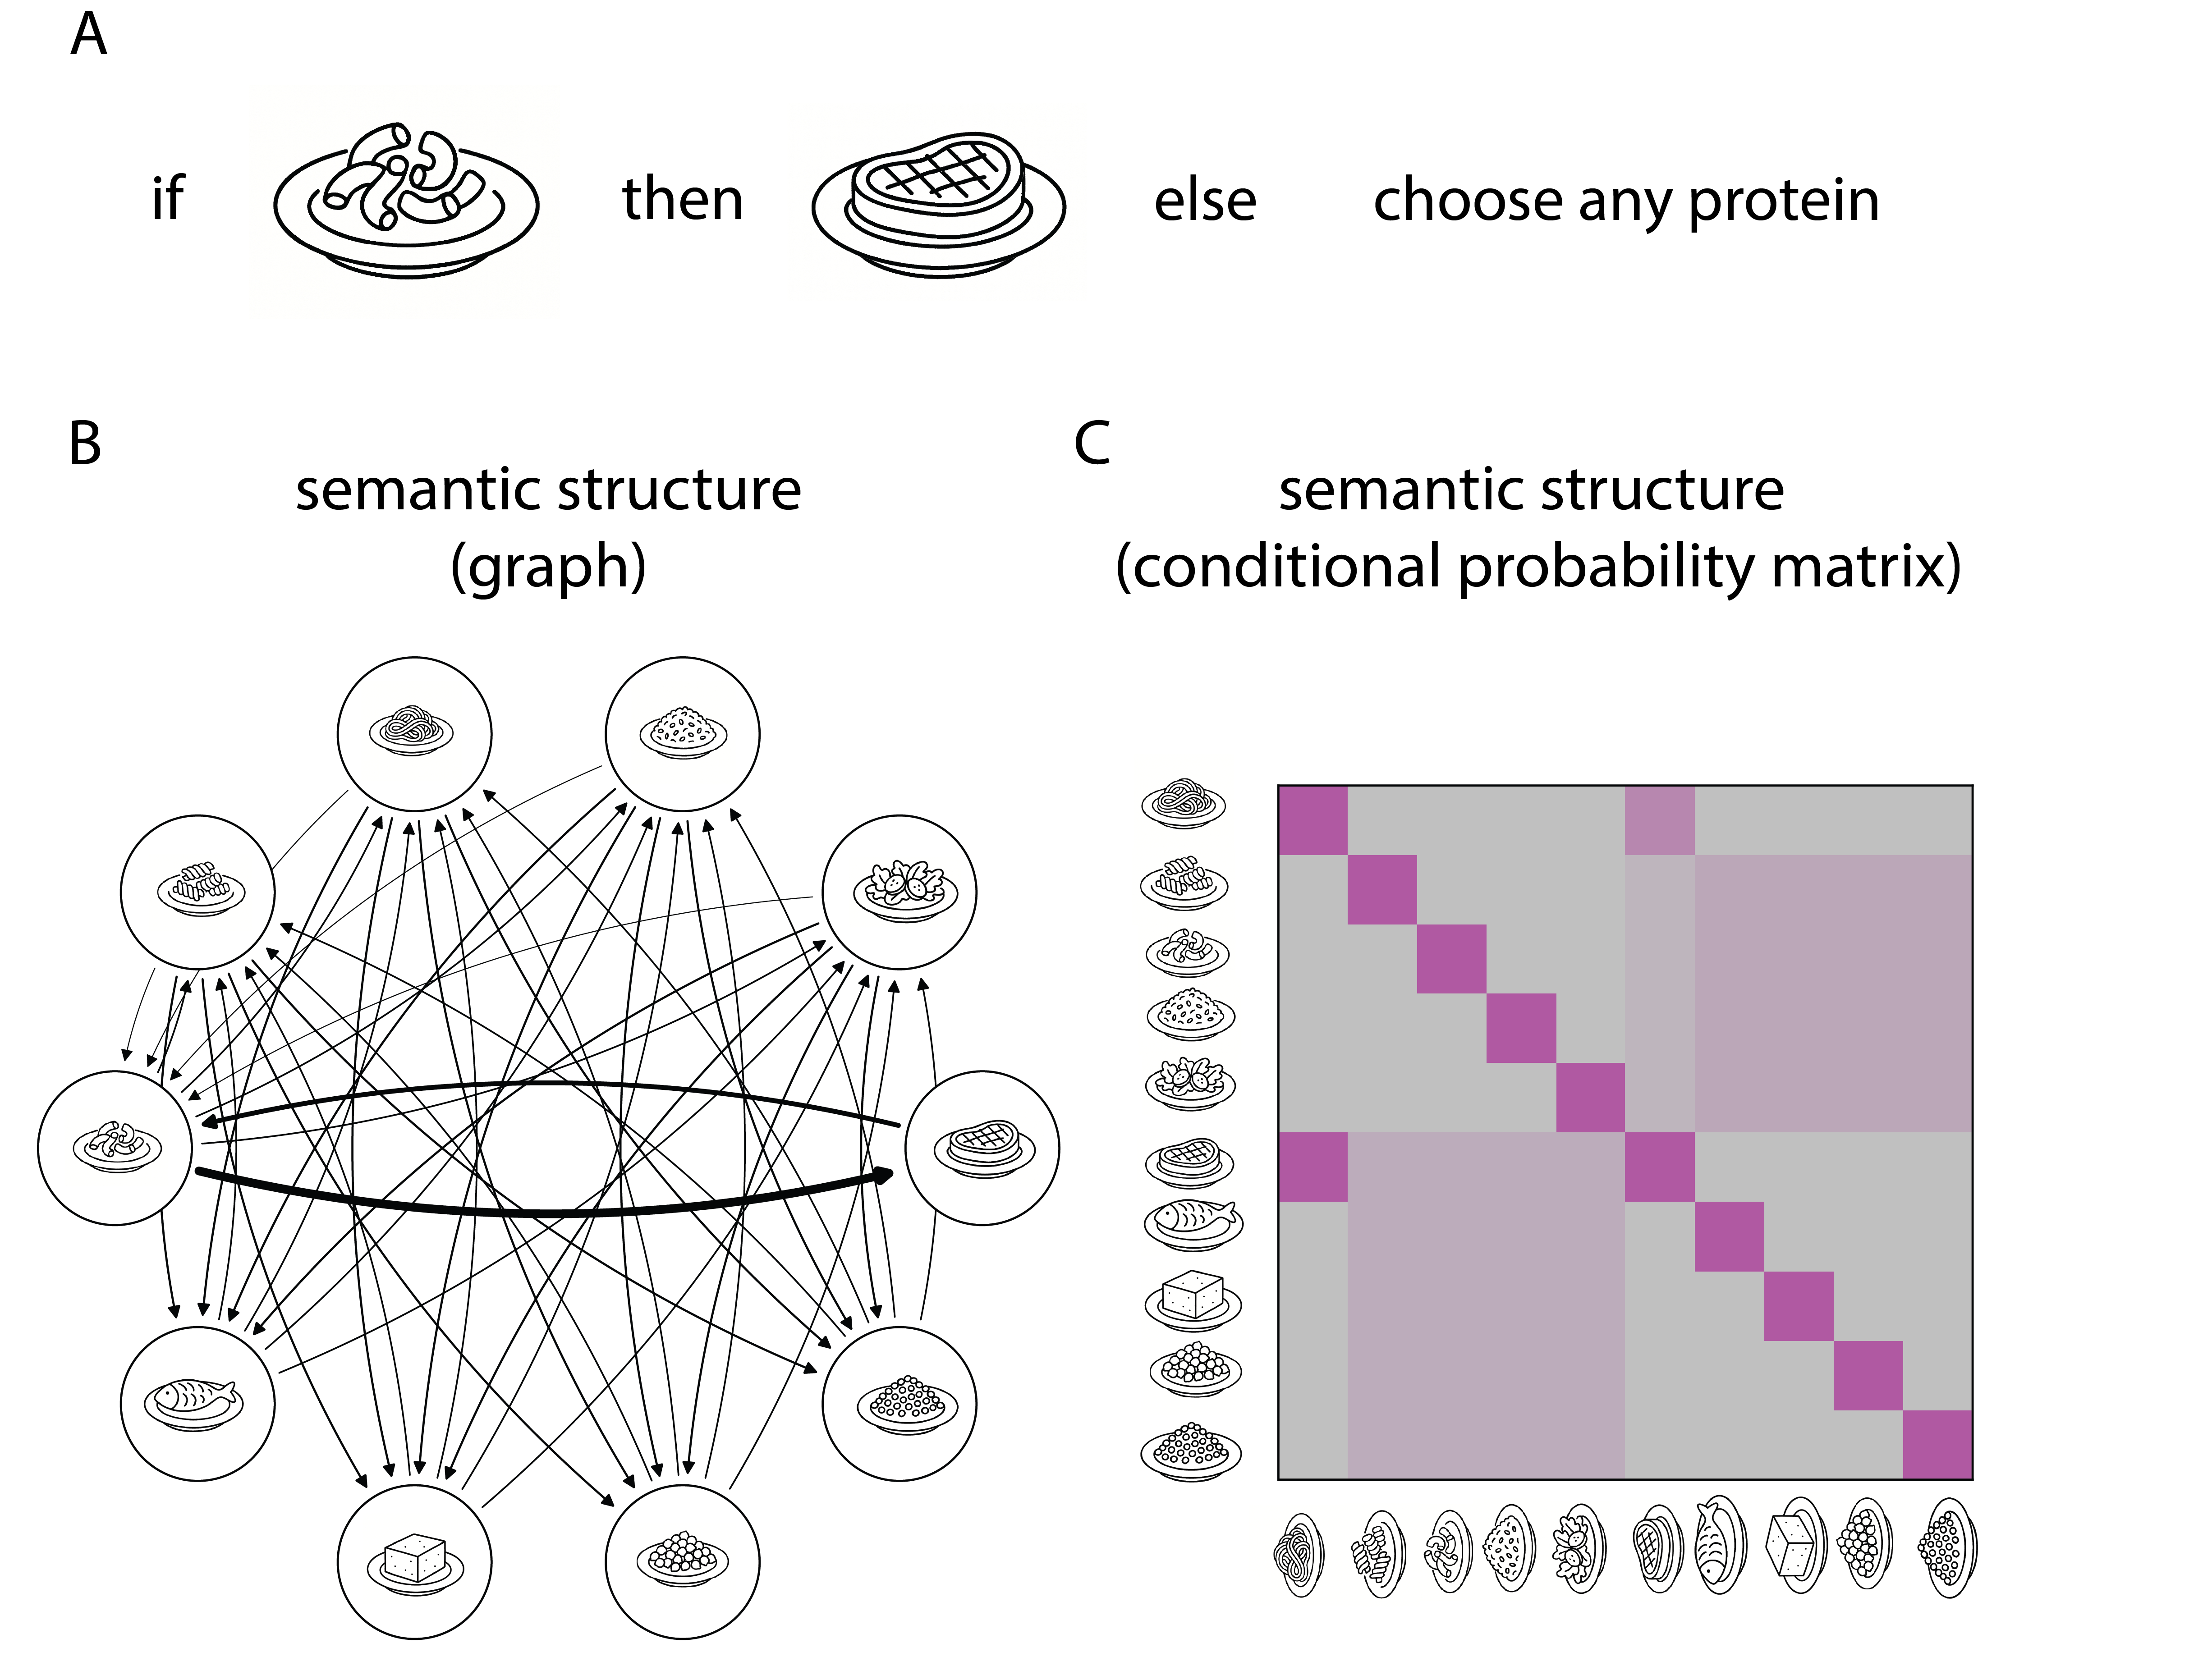 A
if then else choose any protein
B
semantic structure
(graph)
C
semantic structure
(conditional probability matrix)